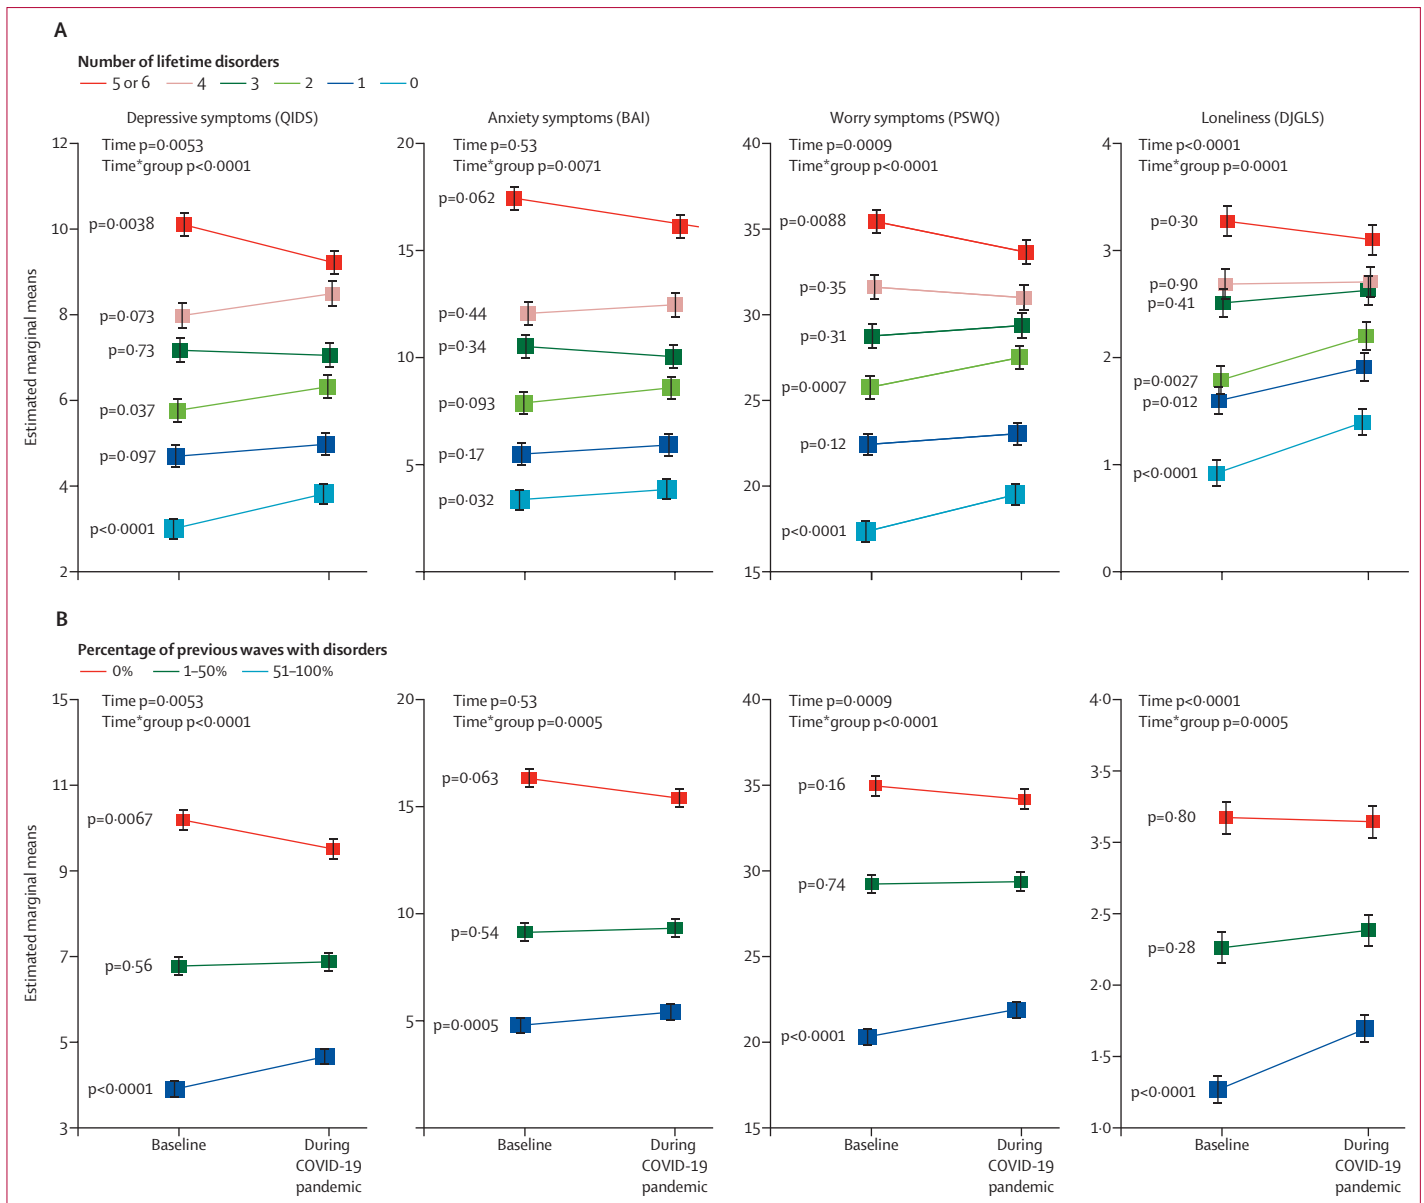 A
Number of lifetime disorders
5 or 6 4 3 2 1 0
Depressive symptoms (QIDS)
Time p=0·0053
Time*group p<0·0001
Estimated marginal means
12
10
8
6
4
2
p=0·0038
p=0·073
p=0·73
p=0·037
p=0·097
p<0·0001
Anxiety symptoms (BAI)
Time p=0·53
Time*group p=0·0071
20
15
10
5
p=0·062
p=0·44
p=0·34
p=0·093
p=0·17
p=0·032
Worry symptoms (PSWQ)
Time p=0·0009
Time*group p<0·0001
40
35
30
25
20
15
p=0·0088
p=0·35
p=0·31
p=0·0007
p=0·12
p<0·0001
Loneliness (DJGLS)
Time p<0·0001
Time*group p=0·0001
4
3
2
1
0
p=0·30
p=0·90
p=0·41
p=0·0027
p=0·012
p<0·0001
B
Percentage of previous waves with disorders
0% 1–50% 51–100%
Time p=0·0053
Time*group p<0·0001
Estimated marginal means
15
11
9
7
5
3
p=0·0067
p=0·56
p<0·0001
Baseline
During
COVID-19
pandemic
Time p=0·53
Time*group p=0·0005
20
15
10
5
p=0·063
p=0·54
p=0·0005
Baseline
During
COVID-19
pandemic
Time p=0·0009
Time*group p<0·0001
40
35
30
25
20
15
p=0·16
p=0·74
p<0·0001
Baseline
During
COVID-19
pandemic
Time p<0·0001
Time*group p=0·0005
4·0
3·5
3·5
2·5
2·0
1·5
1·0
p=0·80
p=0·28
p<0·0001
Baseline
During
COVID-19
pandemic